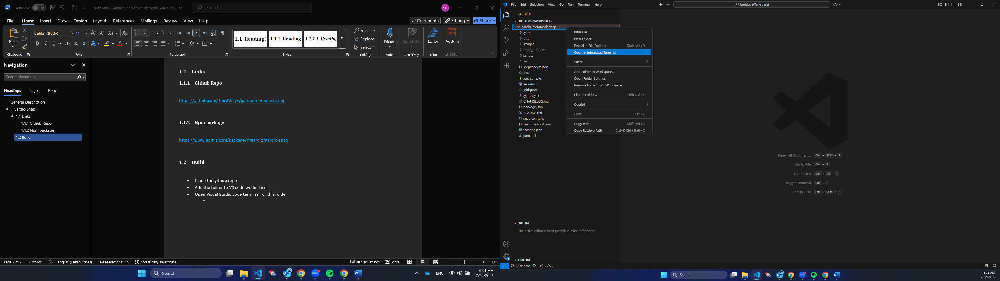 AutoSave Off MetaMask Gardio Snap Development Guide.do... Search SG
File Home Insert Draw Design Layout References Mailings Review View Help Comments Editing Share
Paste
Clipboard
Calibri (Body) 11
Font
Paragraph
1.1 Heading 1.1.1 Heading 1.1.1.1 Heading
Styles
Find
Replace
Select
Editing
Dictate
Voice
Sensitivity
Sensitivity
Editor
Editor
Add-ins
Add-ins
Navigation
Search document
Headings Pages Results
General Description
1 Gardio Snap
1.1 Links
1.1.1 Github Repo
1.1.2 Npm package
1.2 Build
1.1 Links
1.1.1 Github Repo
https://github.com/ThirdWayv/gardio-metamask-snap
1.1.2 Npm package
https://www.npmjs.com/package/@gardio/gardio-snap
1.2 Build
• Clone the github repo
• Add the folder to VS code workspace
• Open Visual Studio code terminal for this folder
Page 2 of 2 56 words English (United States) Text Predictions: On Accessibility: Investigate Display Settings Focus 100%
Search zoom ENG 6:01 AM
7/22/2025
File Edit Selection View Go Run Terminal Help Untitled (Workspace)
EXPLORER
UNTITLED (WORKSPACE)
gardio-metamask-snap
.yarn
dist
images
node_modules
scripts
src
.depcheckrc.json
.env
.env.sample
.eslintrc.js
.gitignore
.yarnrc.yml
CHANGELOG.md
package.json
README.md
snap.config.ts
snap.manifest.json
tsconfig.json
yarn.lock
New File...
New Folder...
Reveal in File Explorer Shift+Alt+R
Open in Integrated Terminal
Share
Add Folder to Workspace...
Open Folder Settings
Remove Folder from Workspace
Find in Folder... Shift+Alt+F
Copilot
Paste Ctrl+V
Copy Path Shift+Alt+C
Copy Relative Path Ctrl+K Ctrl+Shift+C
Show All Commands Ctrl + Shift + P
Go to File Ctrl + P
Open Chat Ctrl + Alt + I
Toggle Terminal Ctrl + `
Find in Files Ctrl + Shift + F
OUTLINE
The active editor cannot provide outline information.
TIMELINE
1
CRYP-4505 0 0
Search 6:01 AM
7/22/2025